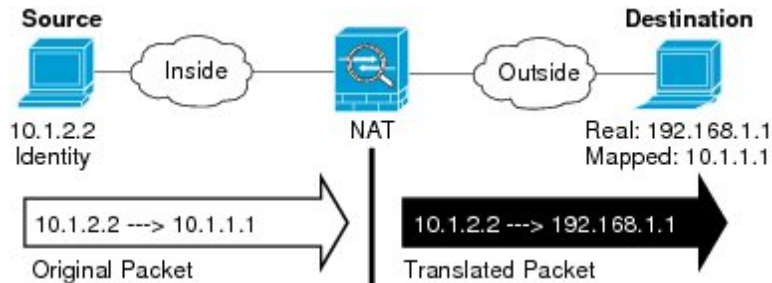 Source
Destination
Inside
Outside
10.1.2.2
Identity
NAT
Real: 192.168.1.1
Mapped: 10.1.1.1
10.1.2.2 ---> 10.1.1.1
10.1.2.2 ---> 192.168.1.1
Original Packet
Translated Packet